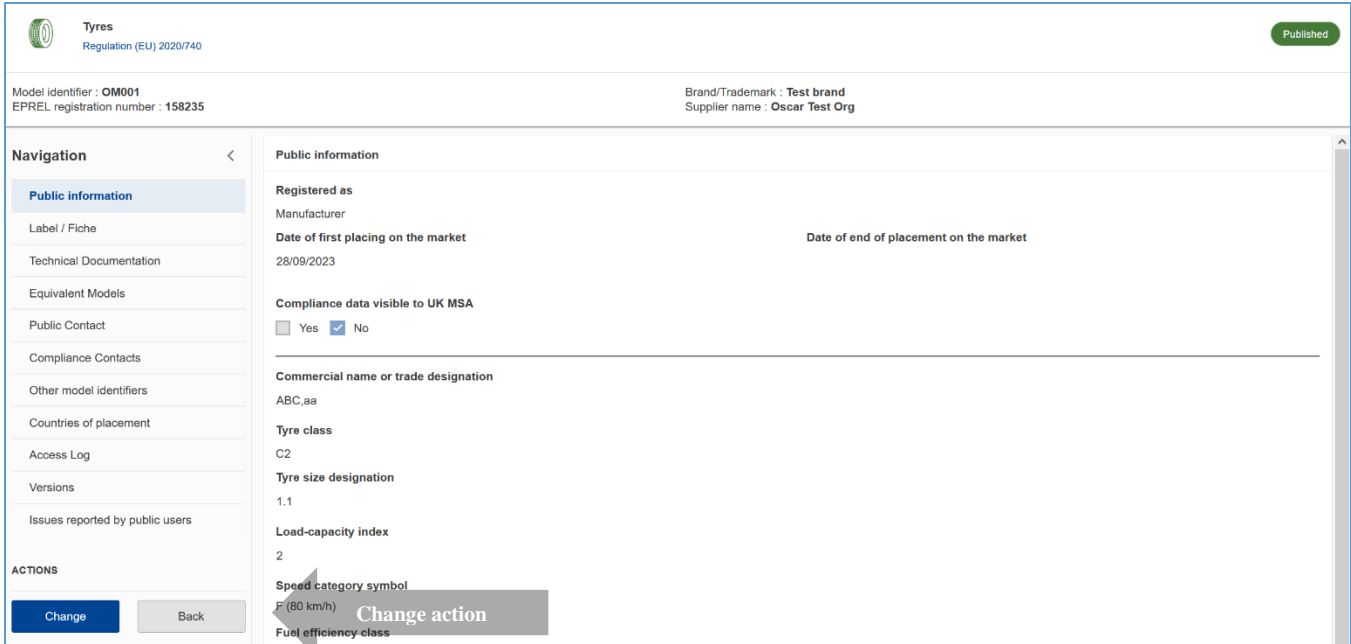 Tyres
Regulation (EU) 2020/740
Published
Model identifier : OM001
EPREL registration number : 158235
Brand/Trademark : Test brand
Supplier name : Oscar Test Org
Navigation
Public information
Label / Fiche
Technical Documentation
Equivalent Models
Public Contact
Compliance Contacts
Other model identifiers
Countries of placement
Access Log
Versions
Issues reported by public users
ACTIONS
Change
Back
Public information
Registered as
Manufacturer
Date of first placing on the market
28/09/2023
Date of end of placement on the market
Compliance data visible to UK MSA
Yes No
Commercial name or trade designation
ABC,aa
Tyre class
C2
Tyre size designation
1.1
Load-capacity index
2
Speed category symbol
F (80 km/h)
Change action
Fuel efficiency class